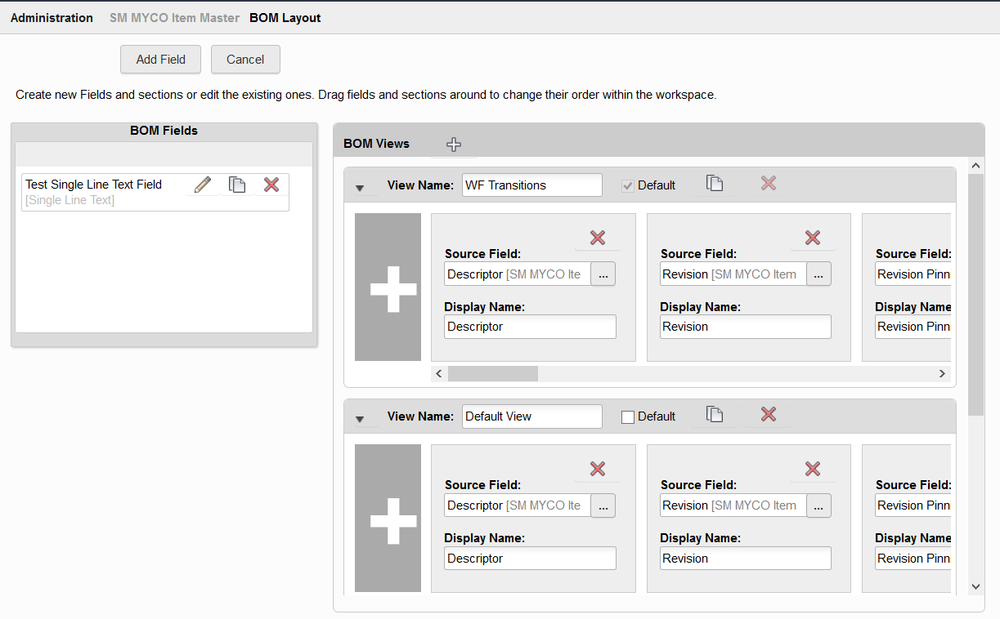 Administration SM MYCO Item Master BOM Layout
Add Field Cancel
Create new Fields and sections or edit the existing ones. Drag fields and sections around to change their order within the workspace.
BOM Fields
Test Single Line Text Field
[Single Line Text]
BOM Views
View Name: WF Transitions Default
Source Field: Source Field: Source Field:
Descriptor [SM MYCO Ite ... Revision [SM MYCO Item ... Revision Pinni
Display Name: Display Name: Display Name
Descriptor Revision Revision Pinni
View Name: Default View Default
Source Field: Source Field: Source Field:
Descriptor [SM MYCO Ite ... Revision [SM MYCO Item ... Revision Pinni
Display Name: Display Name: Display Name
Descriptor Revision Revision Pinni